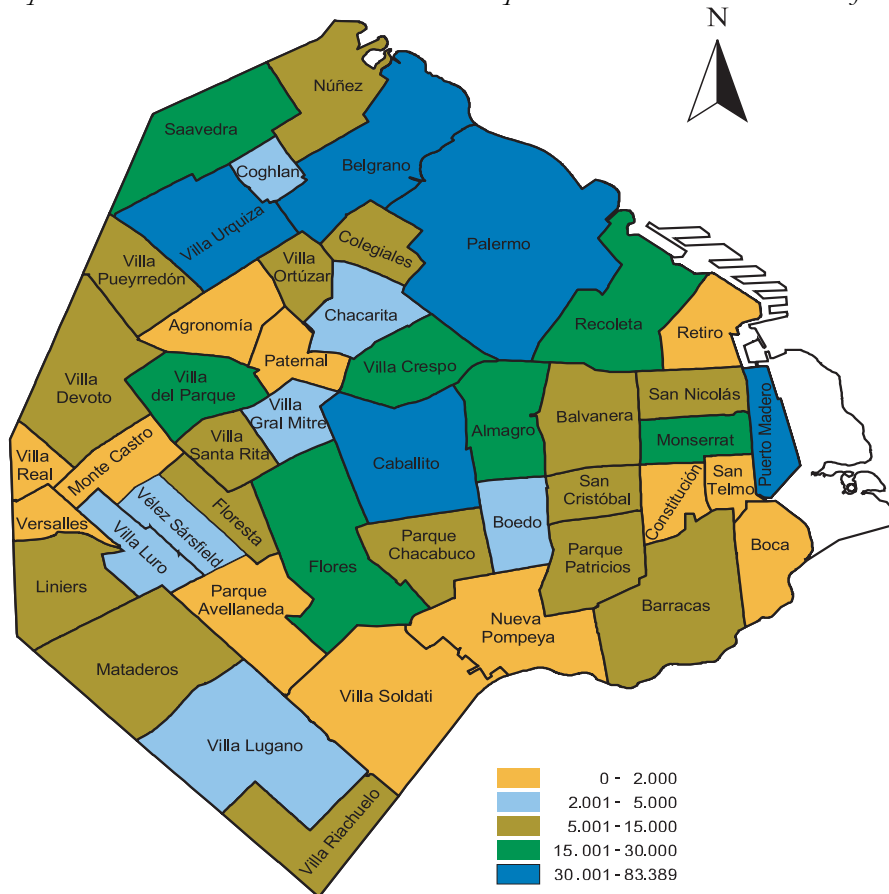 N
Núñez
Saavedra
Coghlan
Belgrano
Villa Urquiza
Palermo
Colegiales
Villa
Ortúzar
Villa
Pueyrredón
Chacarita
Agronomía
Recoleta
Retiro
Paternal
Villa Crespo
Villa
Devoto
Villa
del Parque
Villa
Gral Mitre
San Nicolás
Balvanera
Almagro
Monserrat
Puerto Madero
Villa
Santa Rita
Caballito
Villa
Real
Monte Castro
San
Cristóbal
Constitución
San
Telmo
Versalles
Vélez Sársfield
Floresta
Villa Luro
Boedo
Parque
Chacabuco
Boca
Parque
Patricios
Flores
Liniers
Parque
Avellaneda
Barracas
Nueva
Pompeya
Mataderos
Villa Soldati
Villa Lugano
Villa Riachuelo
0 - 2.000
2.001 - 5.000
5.001 - 15.000
15.001 - 30.000
30.001 - 83.389